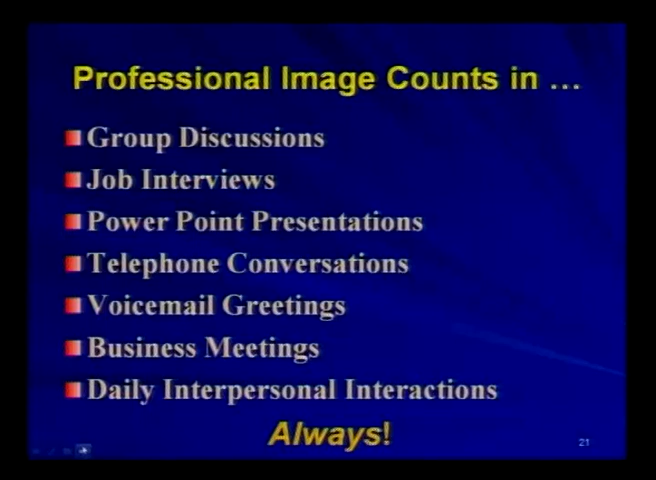 Professional Image Counts in ...
Group Discussions
Job Interviews
Power Point Presentations
Telephone Conversations
Voicemail Greetings
Business Meetings
Daily Interpersonal Interactions
Always!
21